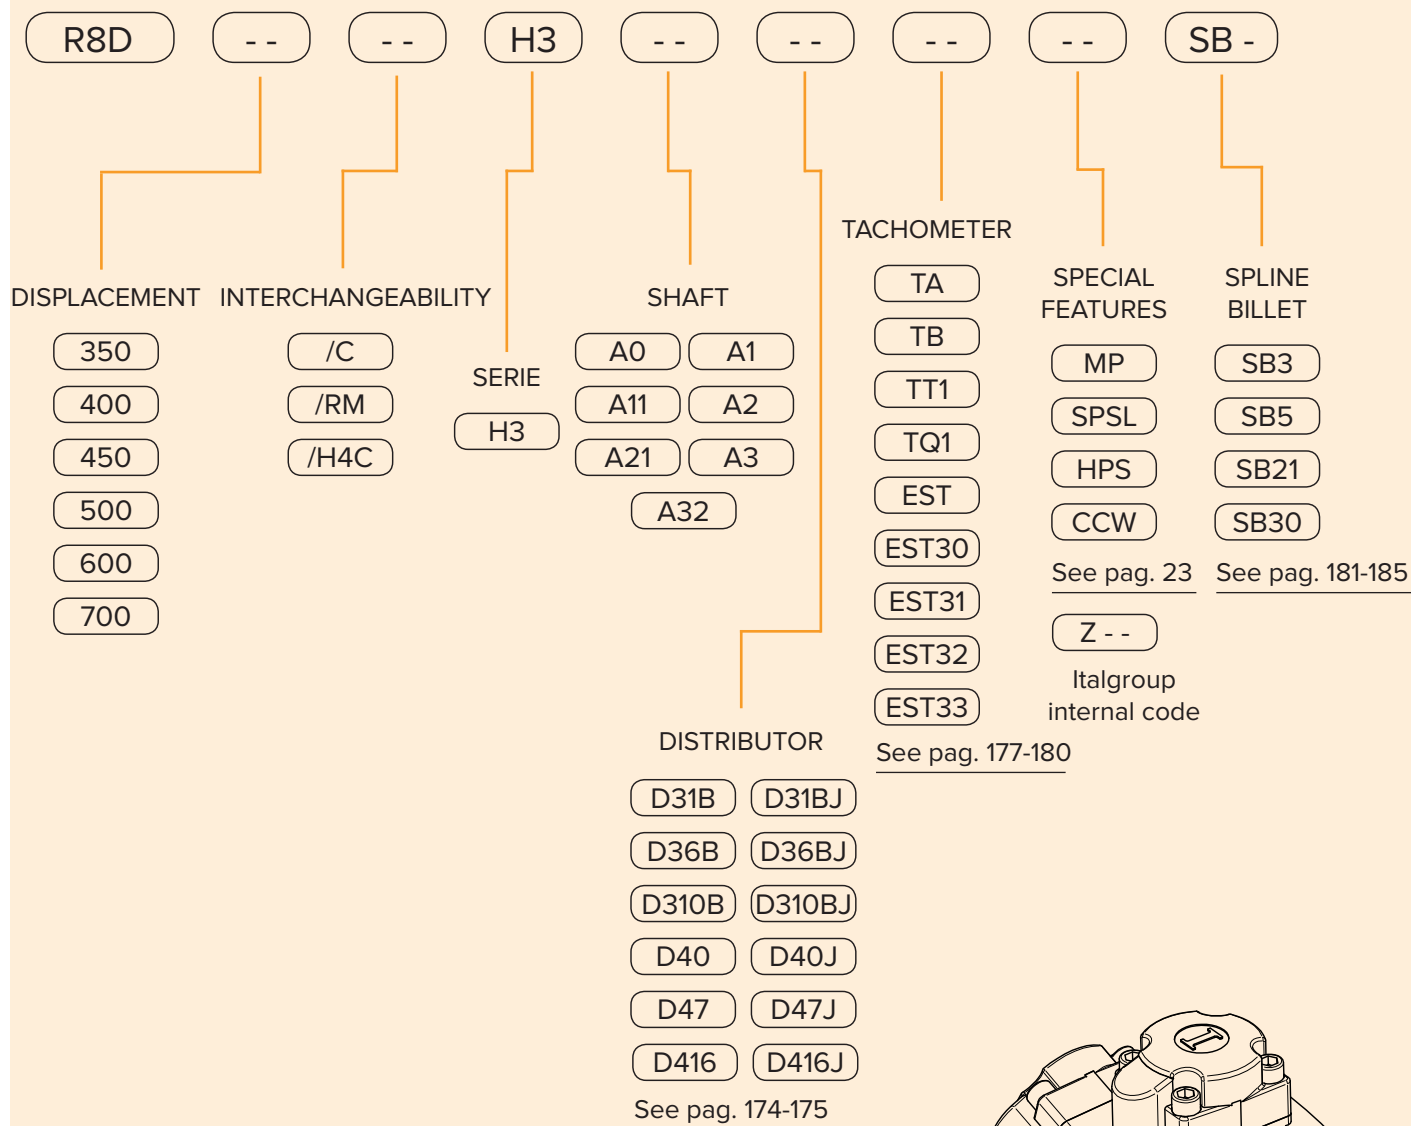 R8D -- -- H3 -- -- -- -- SB -
DISPLACEMENT
350
400
450
500
600
700
INTERCHANGEABILITY
/C
/RM
/H4C
SERIE
H3
SHAFT
A0 A1
A11 A2
A21 A3
A32
DISTRIBUTOR
D31B D31BJ
D36B D36BJ
D310B D310BJ
D40 D40J
D47 D47J
D416 D416J
See pag. 174-175
TACHOMETER
TA
TB
TT1
TQ1
EST
EST30
EST31
EST32
EST33
See pag. 177-180
SPECIAL
FEATURES
MP
SPSL
HPS
CCW
See pag. 23
Z --
Italgroup
internal code
SPLINE
BILLET
SB3
SB5
SB21
SB30
See pag. 181-185